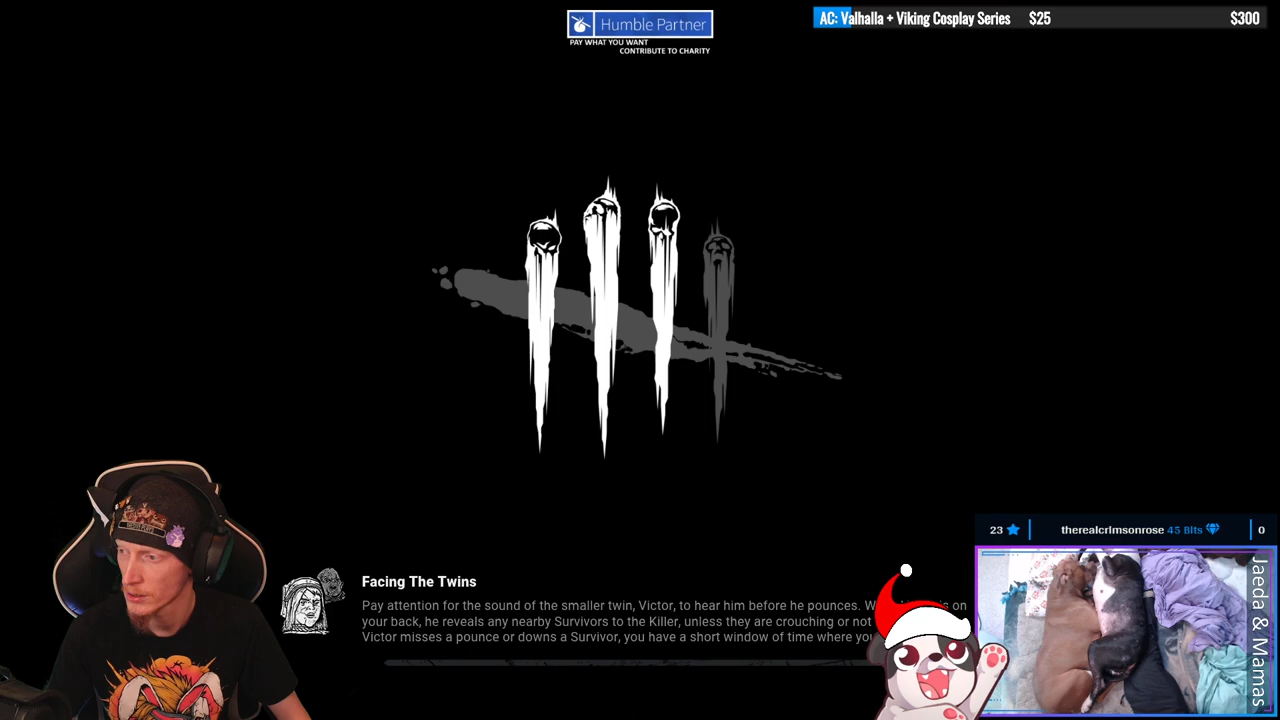 Humble Partner
PAY WHAT YOU WANT
CONTRIBUTE TO CHARITY
AC: Valhalla + Viking Cosplay Series $25 $300
23 therealcrimsonrose 45 Bits 0
Facing The Twins
Pay attention for the sound of the smaller twin, Victor, to hear him before he pounces. is on
your back, he reveals any nearby Survivors to the Killer, unless they are crouching or not
Victor misses a pounce or downs a Survivor, you have a short window of time where
Jaeda & Mamas